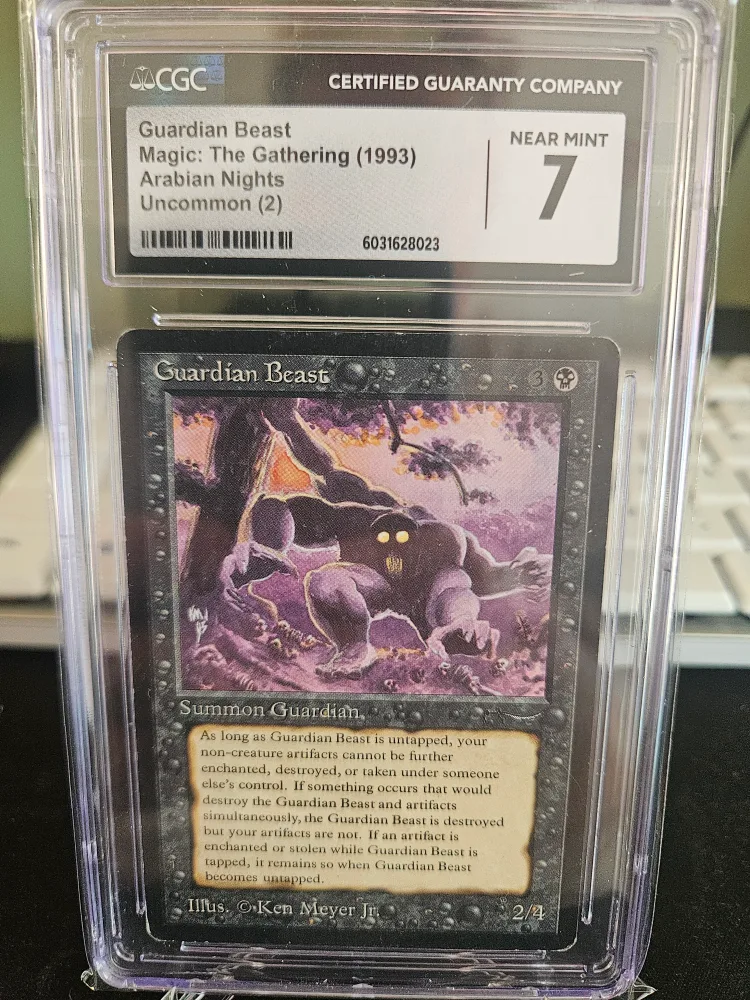 CGC
CERTIFIED GUARANTY COMPANY
Guardian Beast
Magic: The Gathering (1993)
Arabian Nights
Uncommon (2)
NEAR MINT
7
6031628023
Guardian Beast
3
Summon Guardian
As long as Guardian Beast is untapped, your
non-creature artifacts cannot be further
enchanted, destroyed, or taken under someone
else's control. If something occurs that would
destroy the Guardian Beast and artifacts
simultaneously, the Guardian Beast is destroyed
but your artifacts are not. If an artifact is
enchanted or stolen while Guardian Beast is
tapped, it remains so when Guardian Beast
becomes untapped.
Illus. © Ken Meyer Jr.
2/4